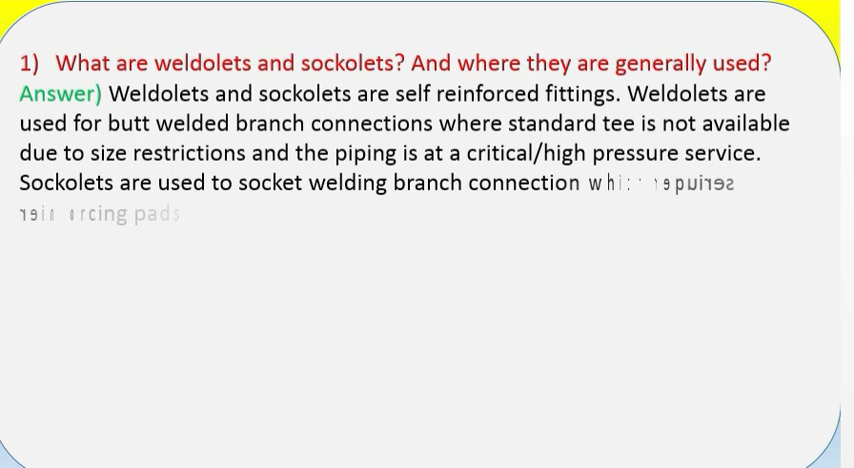 1) What are weldolets and sockolets? And where they are generally used?
Answer) Weldolets and sockolets are self reinforced fittings. Weldolets are
used for butt welded branch connections where standard tee is not available
due to size restrictions and the piping is at a critical/high pressure service.
Sockolets are used to socket welding branch connection
pads.